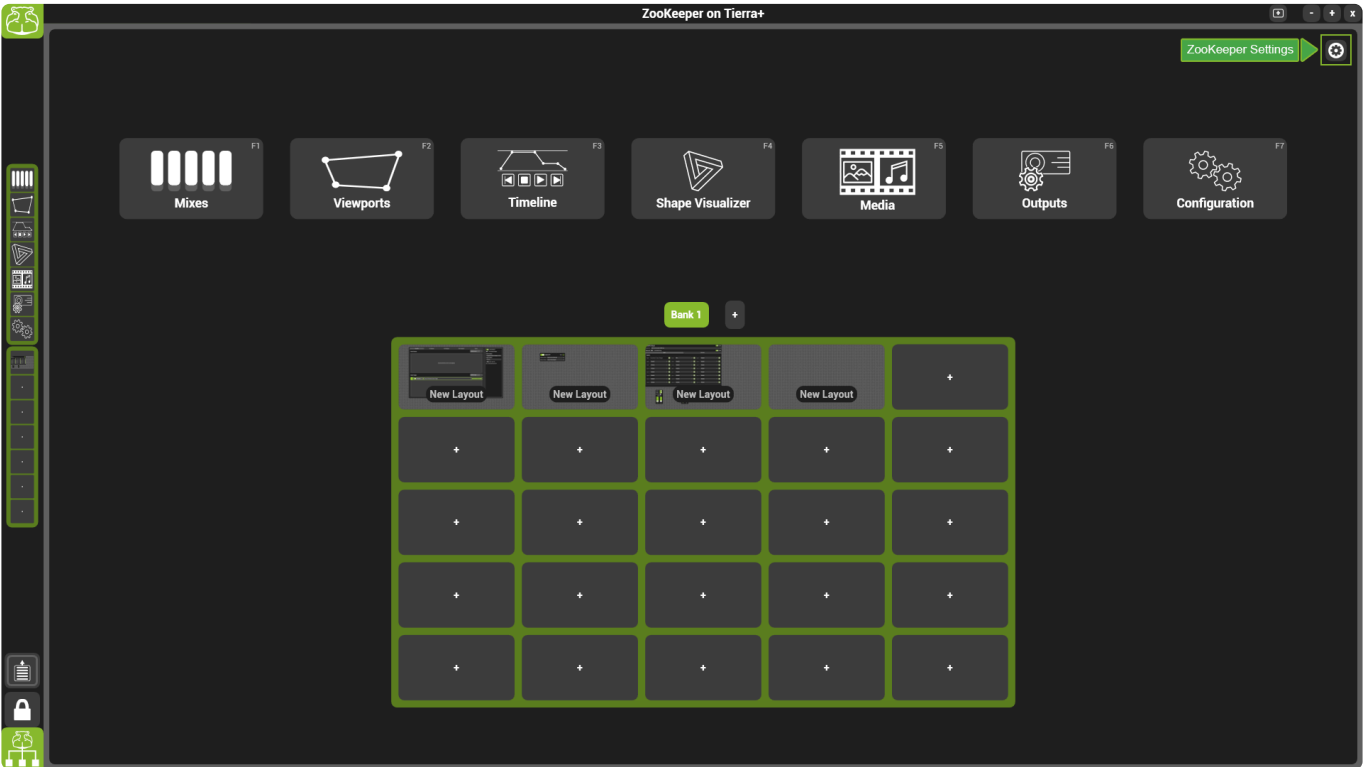 ZooKeeper on Tierra+
- + x
ZooKeeper Settings
F1 F2 F3 F4 F5 F6 F7
Mixes Viewports Timeline Shape Visualizer Media Outputs Configuration
Bank 1 +
New Layout New Layout New Layout New Layout +
+ + + + +
+ + + + +
+ + + + +
+ + + + +